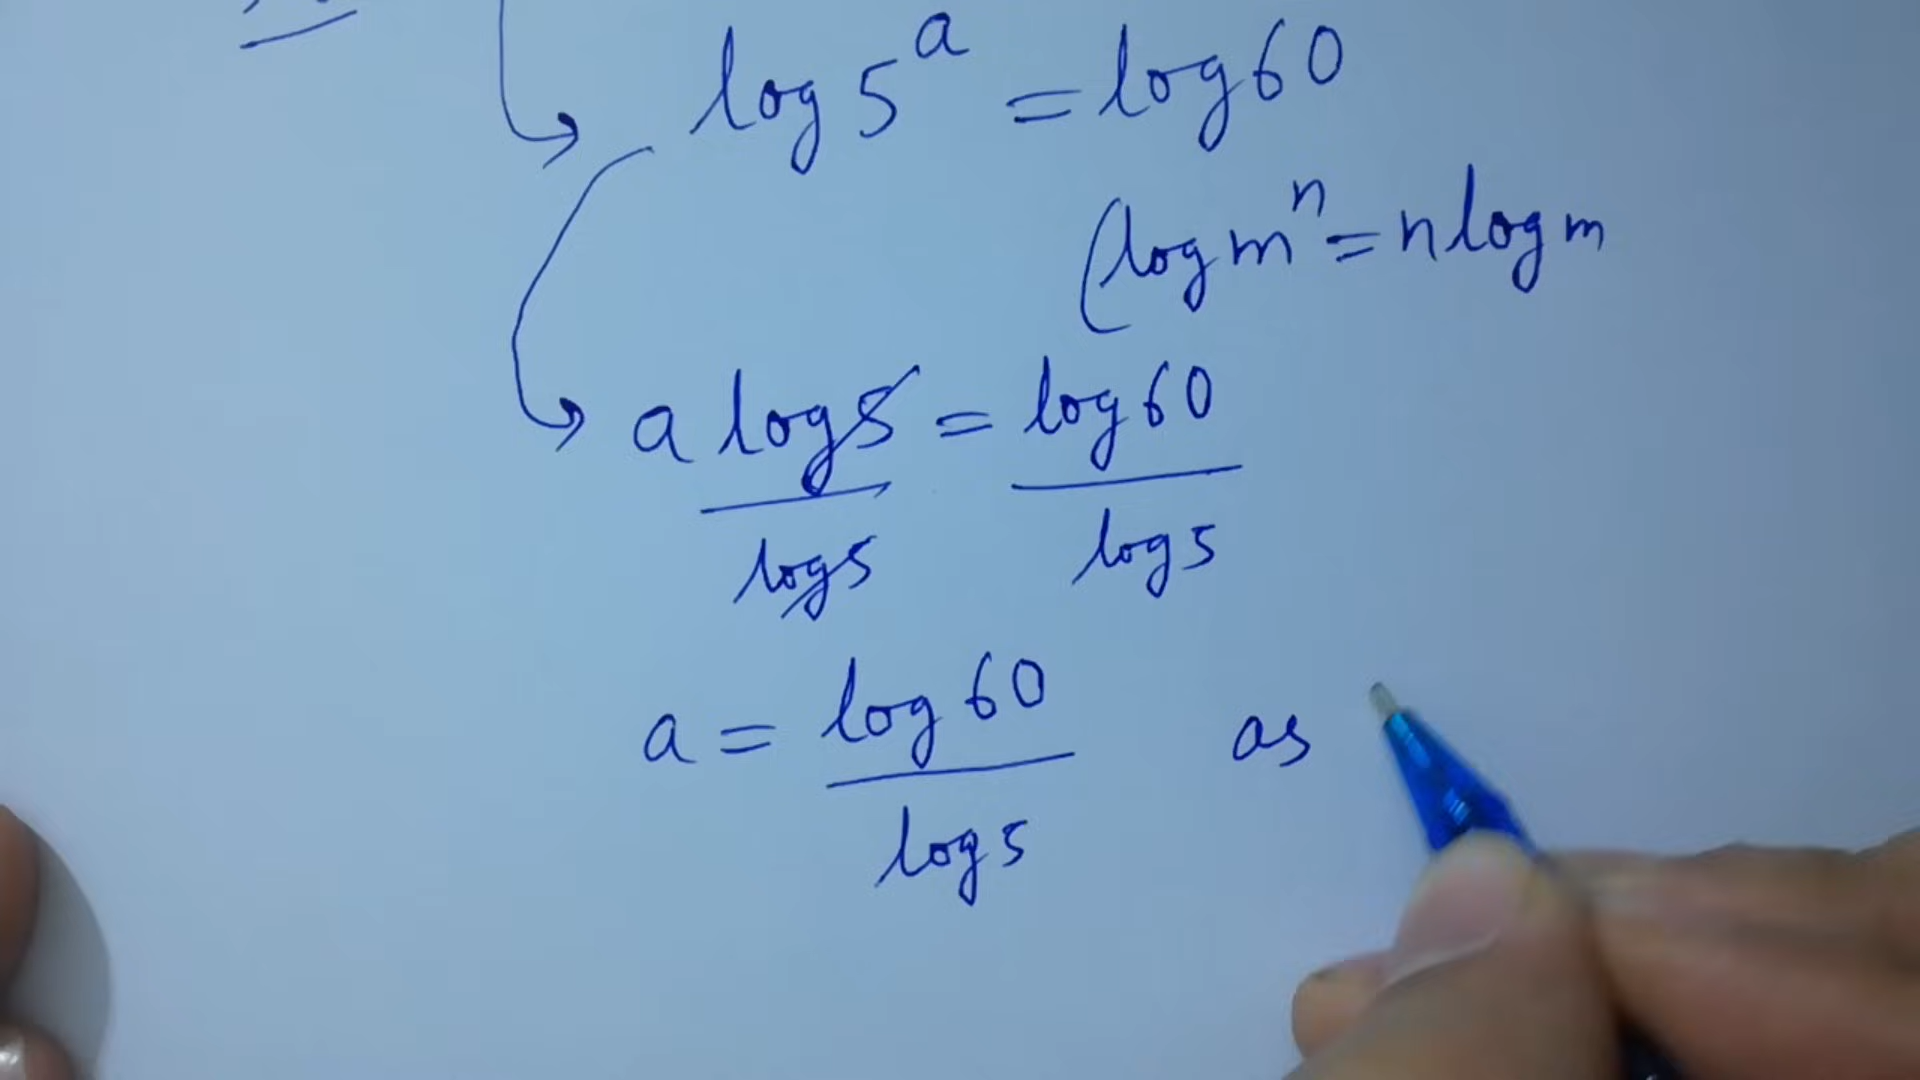 log 5^a = log 60
(log m^n = n log m
a log 5 = log 60
log 5 log 5
a = log 60 as
log 5